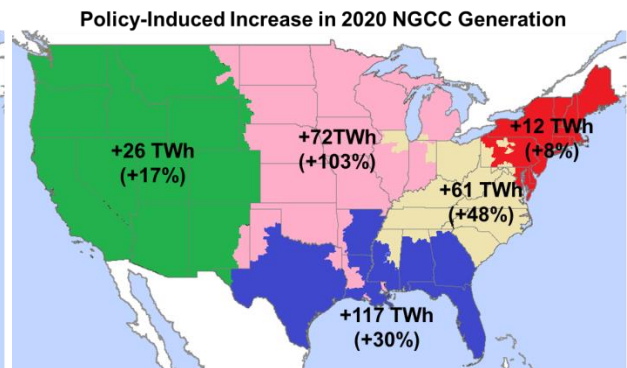 Policy-Induced Increase in 2020 NGCC Generation
+12 TWh
(+8%)
+72TWh
(+103%)
+26 TWh
(+17%)
+61 TWh
(+48%)
+117 TWh
(+30%)